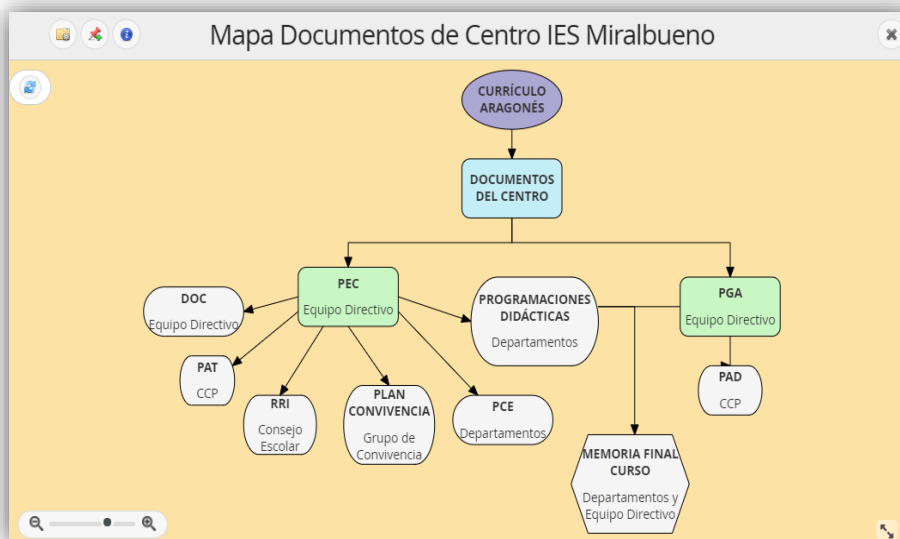 Mapa Documentos de Centro IES Miralbueno
CURRÍCULO
ARAGONÉS
DOCUMENTOS
DEL CENTRO
PEC
Equipo Directivo
PGA
Equipo Directivo
DOC
Equipo Directivo
PROGRAMACIONES
DIDÁCTICAS
Departamentos
PAT
CCP
RRI
Consejo
Escolar
PLAN
CONVIVENCIA
Grupo de
Convivencia
PCE
Departamentos
PAD
CCP
MEMORIA FINAL
CURSO
Departamentos y
Equipo Directivo